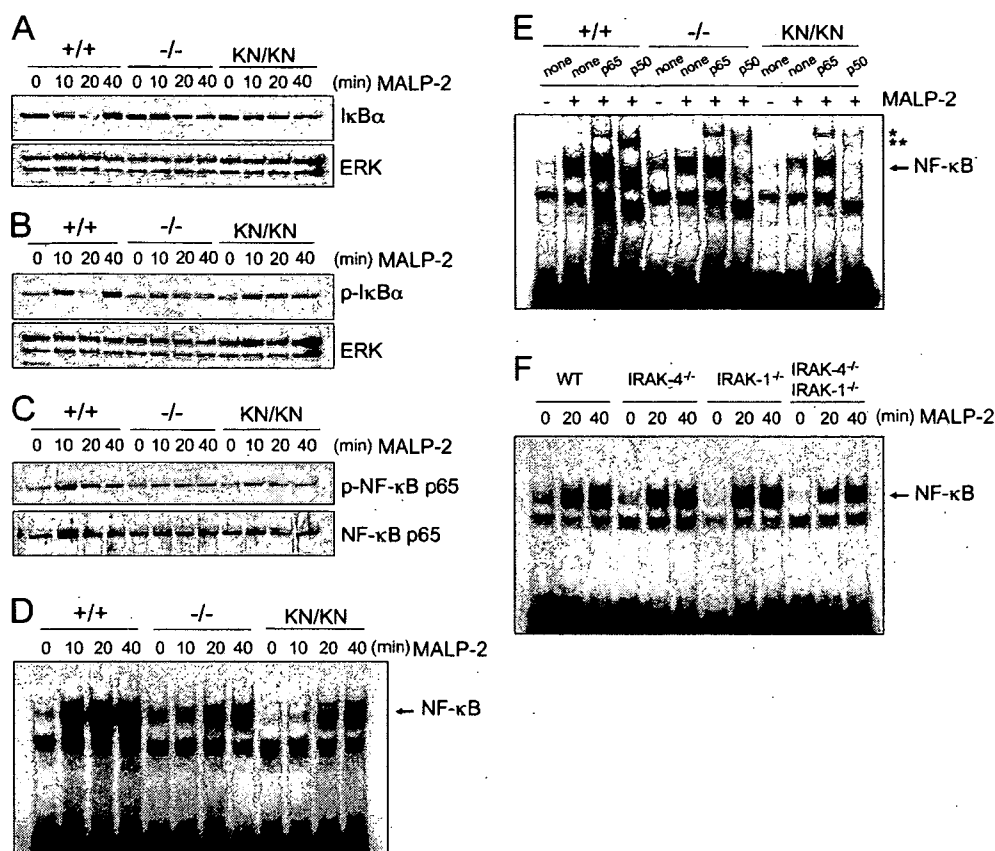 A
+/+ -/- KN/KN
0 10 20 40 0 10 20 40 0 10 20 40 (min) MALP-2
IκBα
ERK
B
+/+ -/- KN/KN
0 10 20 40 0 10 20 40 0 10 20 40 (min) MALP-2
p-IκBα
ERK
C
+/+ -/- KN/KN
0 10 20 40 0 10 20 40 0 10 20 40 (min) MALP-2
p-NF-κB p65
NF-κB p65
D
+/+ -/- KN/KN
0 10 20 40 0 10 20 40 0 10 20 40 (min) MALP-2
← NF-κB
E
+/+ -/- KN/KN
none none p65 p50 none none p65 p50 none none p65 p50
- + + + - + + + - + + + MALP-2
*
**
← NF-κB
F
WT IRAK-4-/- IRAK-1-/- IRAK-4-/-
IRAK-1-/-
0 20 40 0 20 40 0 20 40 0 20 40 (min) MALP-2
← NF-κB